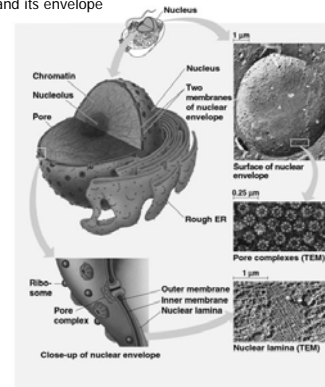 and its envelope
Nucleus
1 µm
Chromatin
Nucleolus
Pore
Nucleus
Two
membranes
of nuclear
envelope
Surface of nuclear
envelope
0.25 µm
Rough ER
Pore complexes (TEM)
1 µm
Ribo-
some
Pore
complex
Outer membrane
Inner membrane
Nuclear lamina
Close-up of nuclear envelope
Nuclear lamina (TEM)